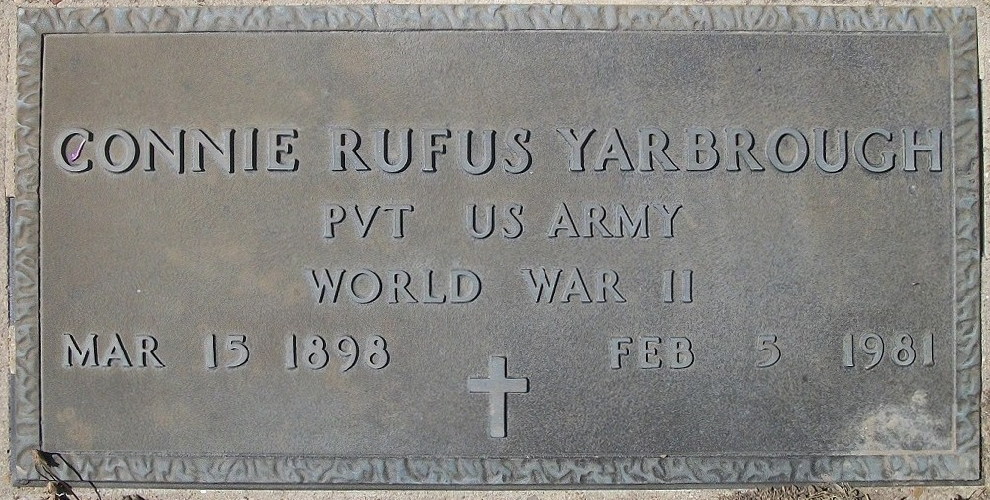 CONNIE RUFUS YARBROUGH
PVT US ARMY
WORLD WAR II
MAR 15 1898 FEB 5 1981